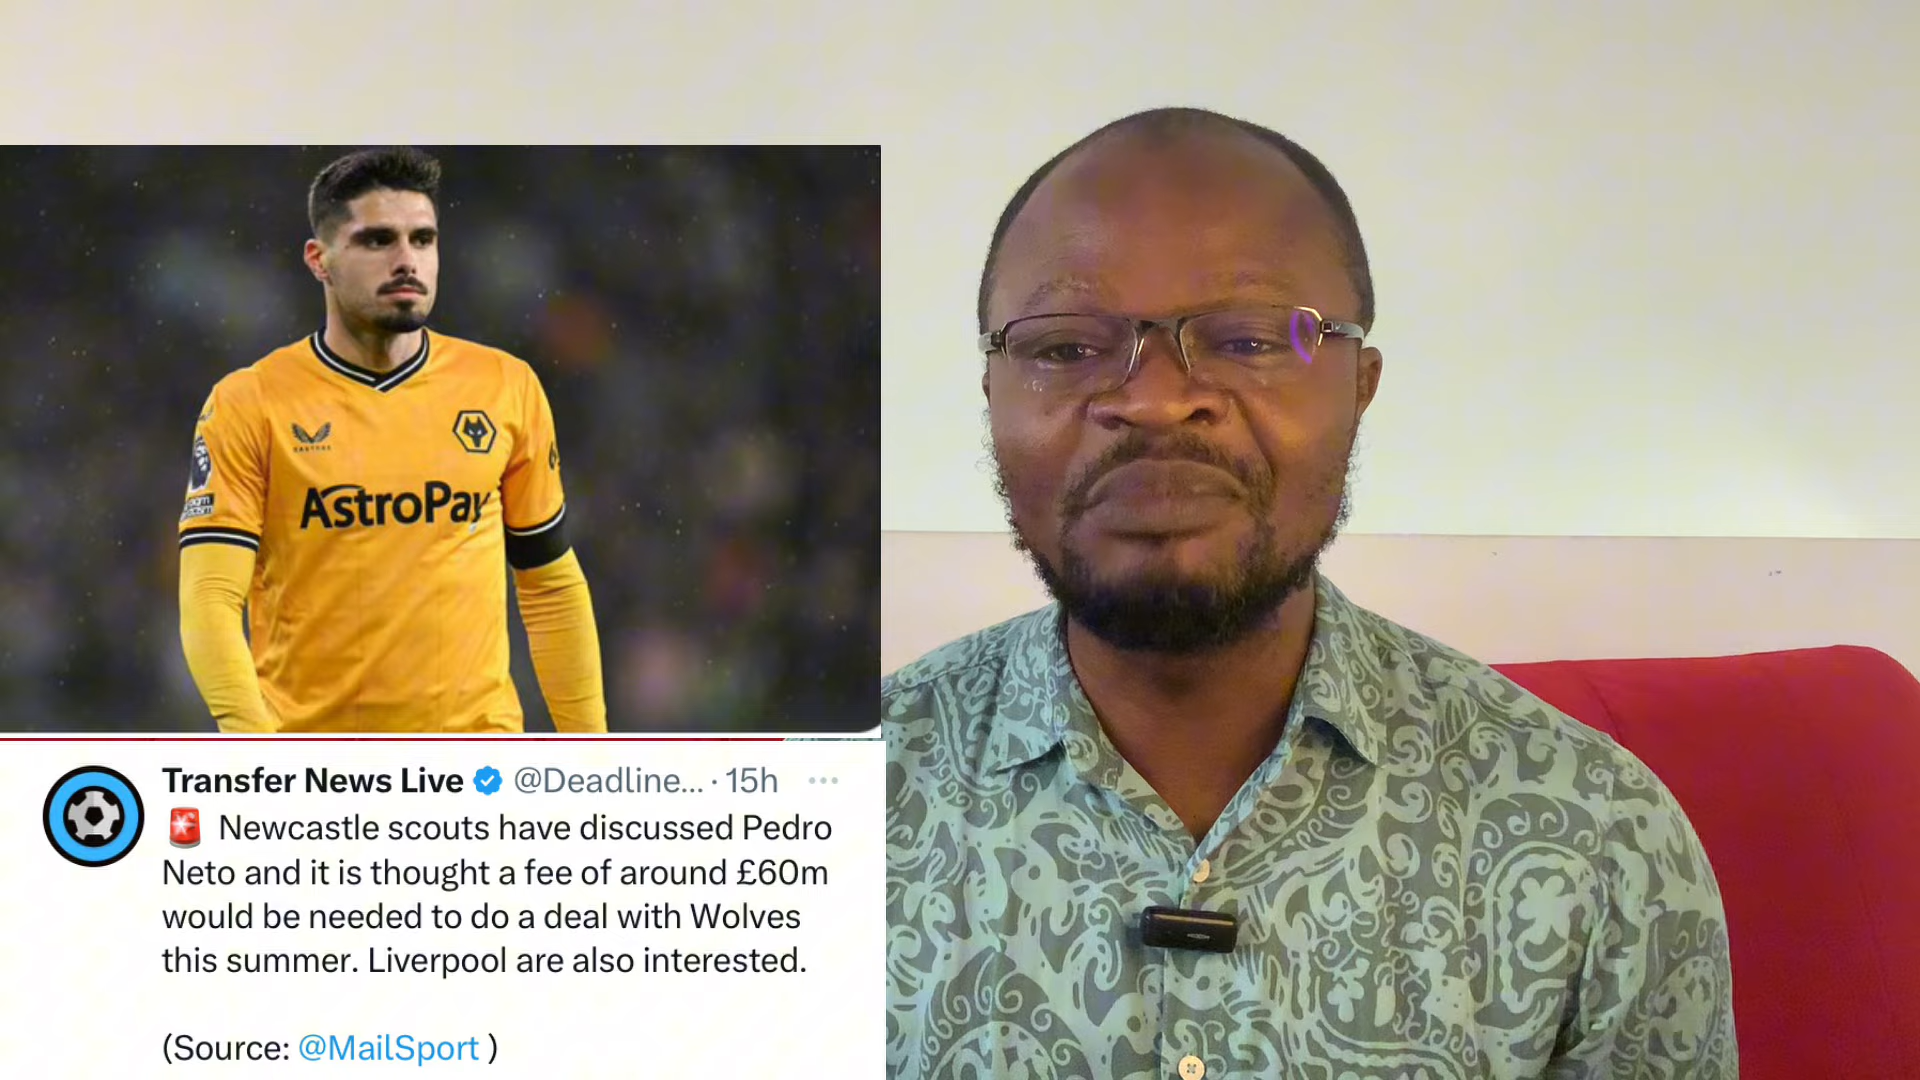 AstroPay
Transfer News Live @Deadline... · 15h
🚨 Newcastle scouts have discussed Pedro
Neto and it is thought a fee of around £60m
would be needed to do a deal with Wolves
this summer. Liverpool are also interested.
(Source: @MailSport )